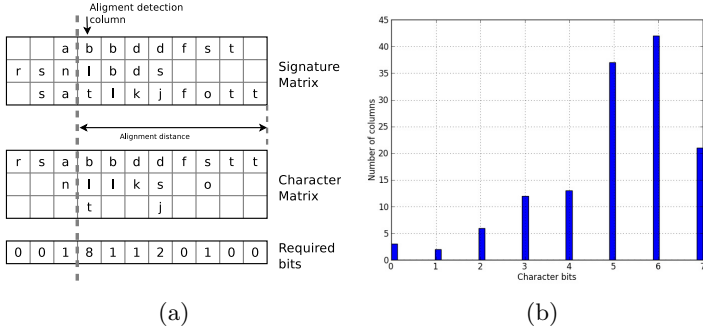 Aligment detection
column
a b b d d f s t
r s n l b d s
s a t l k j f o t t
Signature
Matrix
Alignment distance
r s a b b d d f s t t
n l l k s o
t j
Character
Matrix
0 0 1 8 1 1 2 0 1 0 0
Required
bits
(a)
45
40
35
30
25
20
15
10
5
0
Number of columns
0 1 2 3 4 5 6 7
Character bits
(b)